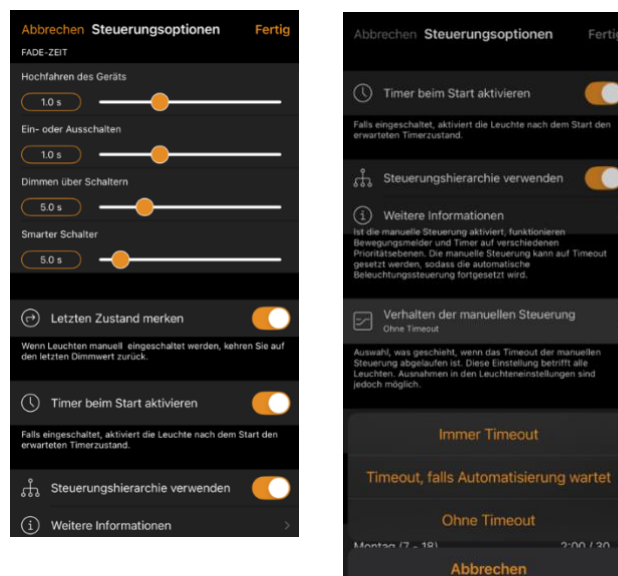 Abbrechen Steuerungsoptionen Fertig
FADE-ZEIT
Hochfahren des Geräts
1.0 s
Ein- oder Ausschalten
1.0 s
Dimmen über Schaltern
5.0 s
Smarter Schalter
5.0 s
Letzten Zustand merken
Wenn Leuchten manuell eingeschaltet werden, kehren Sie auf
den letzten Dimmwert zurück.
Timer beim Start aktivieren
Falls eingeschaltet, aktiviert die Leuchte nach dem Start den
erwarteten Timerzustand.
Steuerungshierarchie verwenden
Weitere Informationen
Abbrechen Steuerungsoptionen Fertig
Timer beim Start aktivieren
Falls eingeschaltet, aktiviert die Leuchte nach dem Start den
erwarteten Timerzustand.
Steuerungshierarchie verwenden
Weitere Informationen
Ist die manuelle Steuerung aktiviert, funktionieren
Bewegungsmelder und Timer auf verschiedenen
Prioritätsebenen. Die manuelle Steuerung kann auf Timeout
gesetzt werden, sodass die automatische
Beleuchtungssteuerung fortgesetzt wird.
Verhalten der manuellen Steuerung
Ohne Timeout
Auswahl, was geschieht, wenn das Timeout der manuellen
Steuerung abgelaufen ist. Diese Einstellung betrifft alle
Leuchten. Ausnahmen in den Leuchteneinstellungen sind
jedoch möglich.
Immer Timeout
Timeout, falls Automatisierung wartet
Ohne Timeout
Montag (7 - 18) 2:00 / 30
Abbrechen